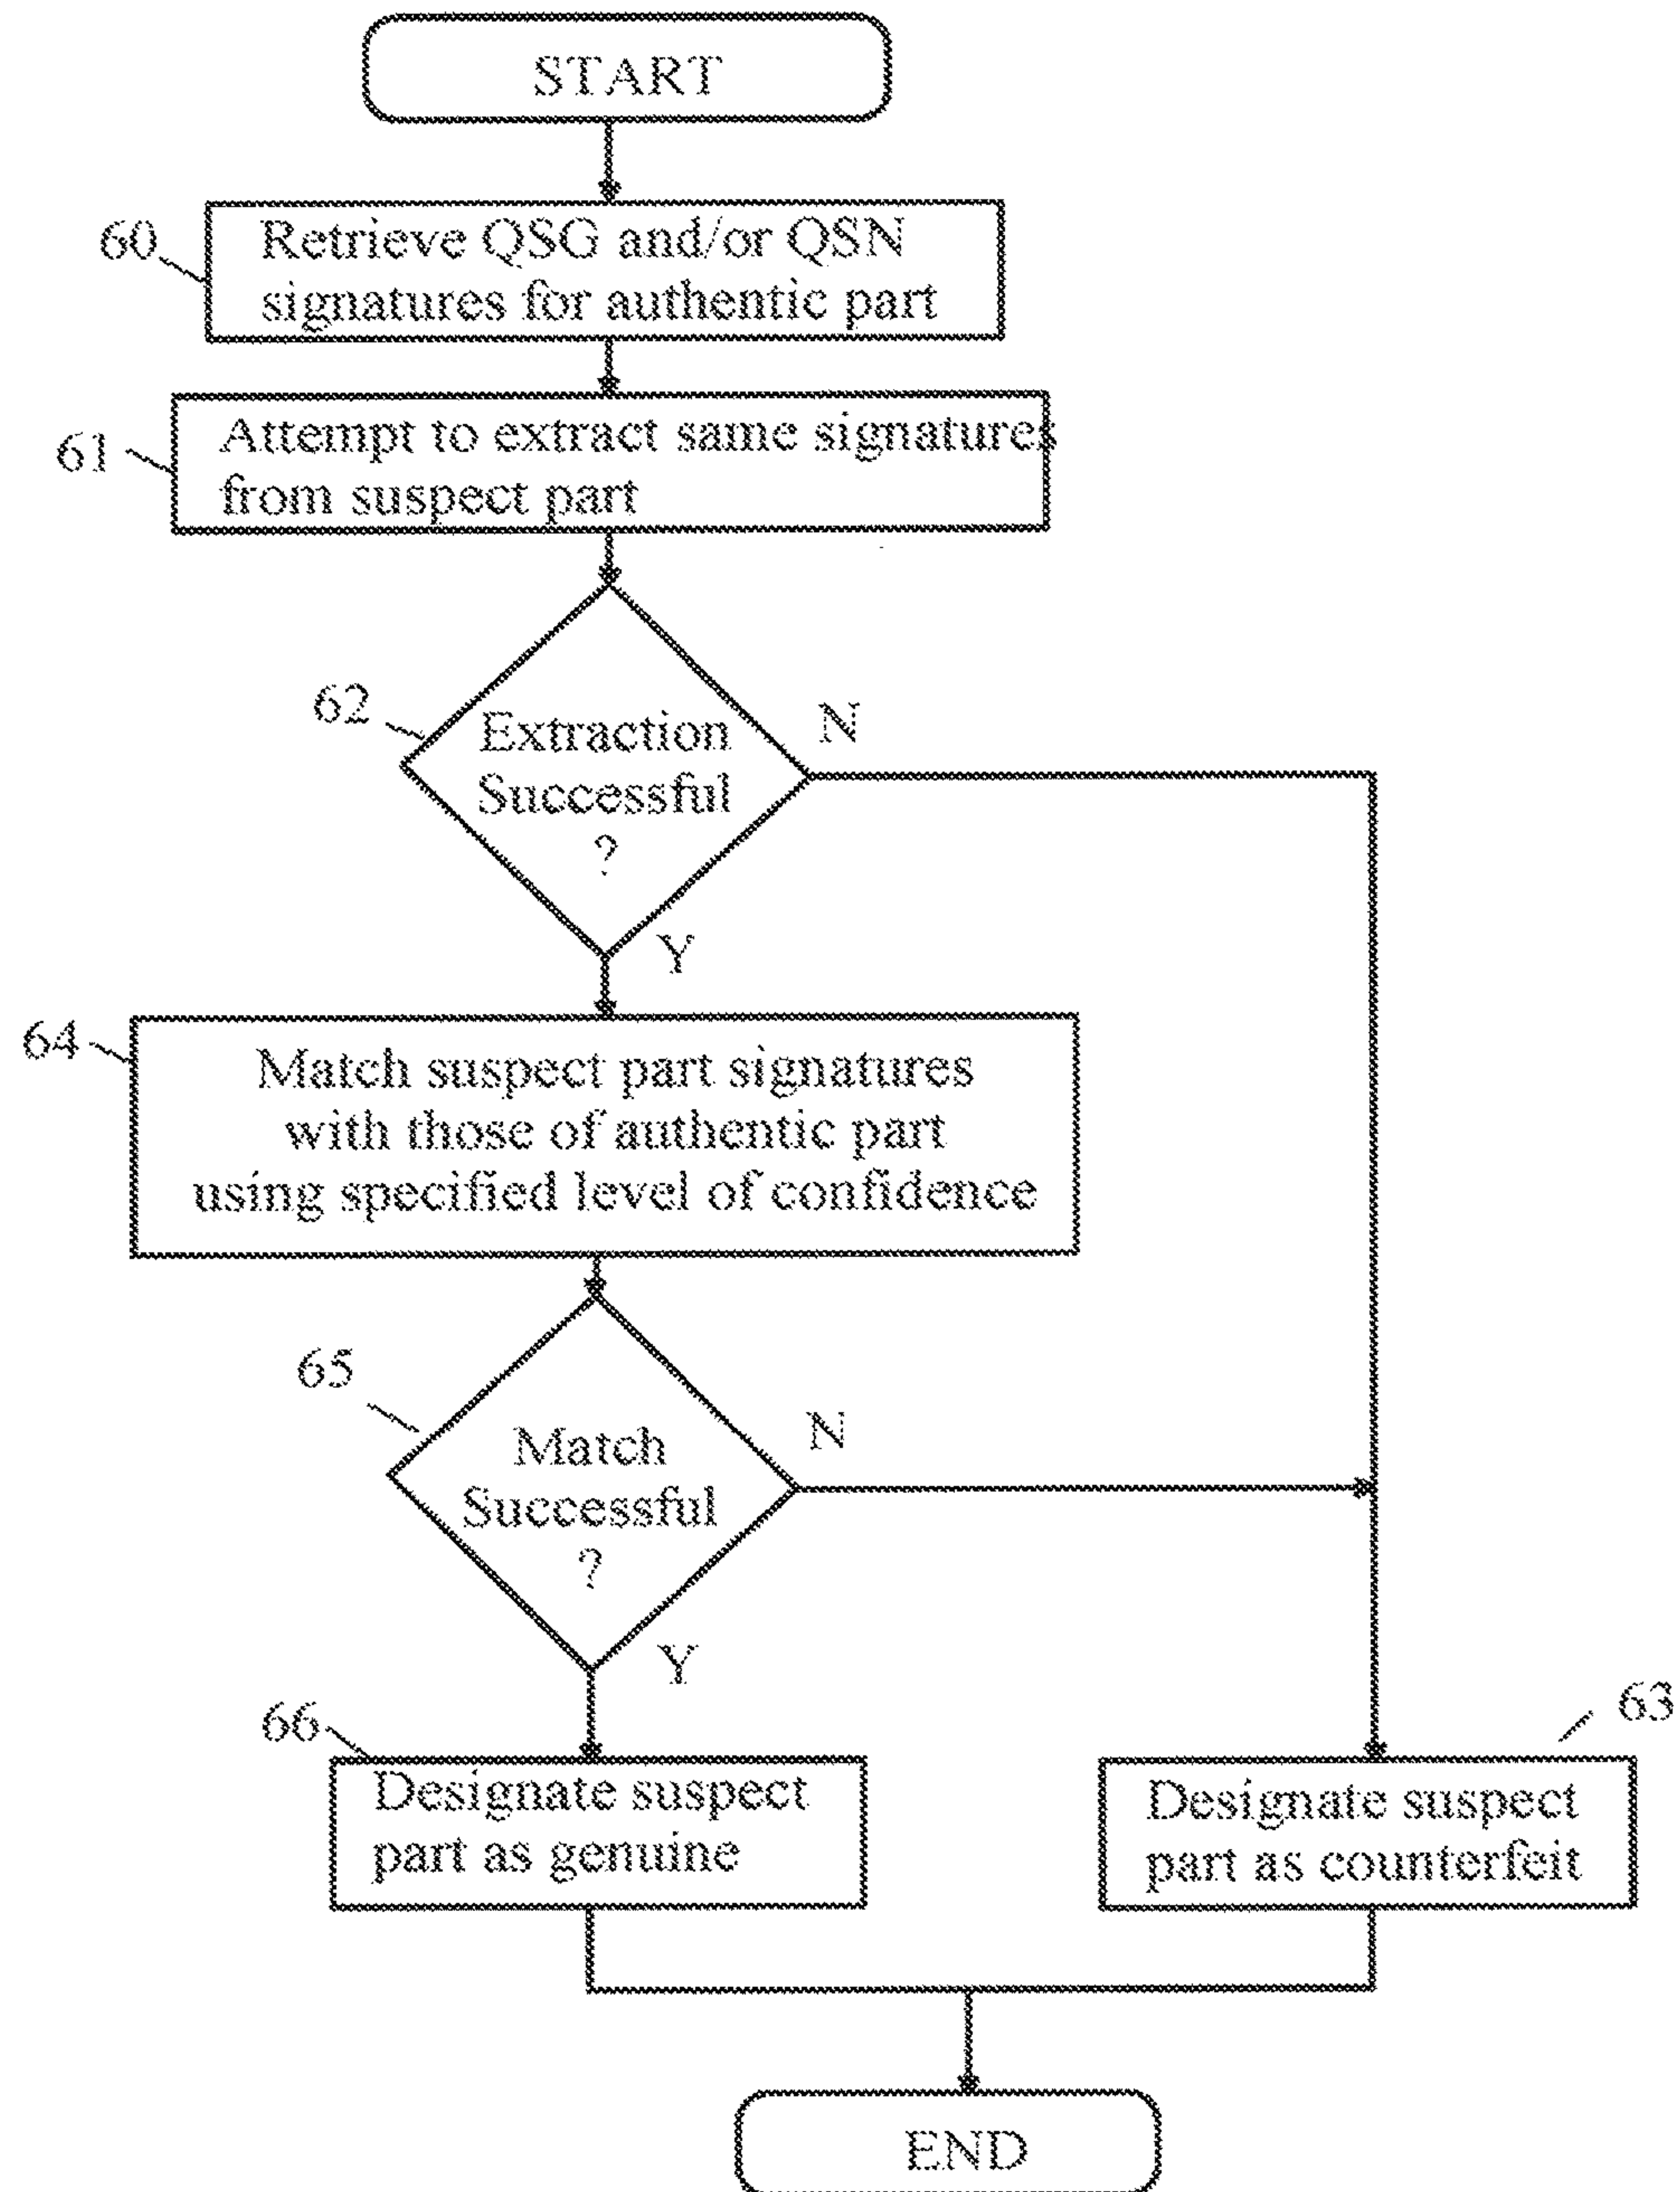 START
60
Retrieve QSG and/or QSN
signatures for authentic part
61
Attempt to extract same signatures
from suspect part
62
Extraction
Successful
?
N
Y
64
Match suspect part signatures
with those of authentic part
using specified level of confidence
65
Match
Successful
?
N
Y
66
Designate suspect
part as genuine
63
Designate suspect
part as counterfeit
END